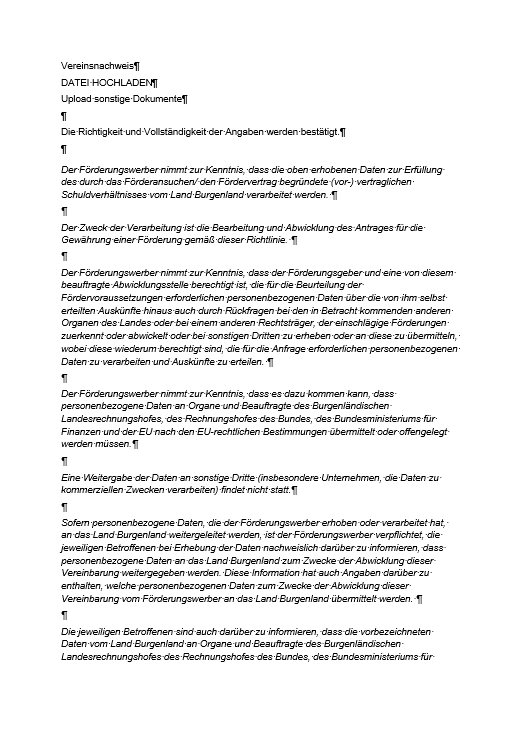 Vereinsnachweis¶
DATEI·HOCHLADEN¶
Upload·sonstige·Dokumente¶
¶
Die·Richtigkeit·und·Vollständigkeit·der·Angaben·werden·bestätigt.¶
¶
Der·Förderungswerber·nimmt·zur·Kenntnis,·dass·die·oben·erhobenen·Daten·zur·Erfüllung·
des·durch·das·Förderansuchen/·den·Fördervertrag·begründete·(vor-)·vertraglichen·
Schuldverhältnisses·vom·Land·Burgenland·verarbeitet·werden.·¶
¶
Der·Zweck·der·Verarbeitung·ist·die·Bearbeitung·und·Abwicklung·des·Antrages·für·die·
Gewährung·einer·Förderung·gemäß·dieser·Richtlinie.·¶
¶
Der·Förderungswerber·nimmt·zur·Kenntnis,·dass·der·Förderungsgeber·und·eine·von·diesem·
beauftragte·Abwicklungsstelle·berechtigt·ist,·die·für·die·Beurteilung·der·
Fördervoraussetzungen·erforderlichen·personenbezogenen·Daten·über·die·von·ihm·selbst·
erteilten·Auskünfte·hinaus·auch·durch·Rückfragen·bei·den·in·Betracht·kommenden·anderen·
Organen·des·Landes·oder·bei·einem·anderen·Rechtsträger,·der·einschlägige·Förderungen·
zuerkennt·oder·abwickelt·oder·bei·sonstigen·Dritten·zu·erheben·oder·an·diese·zu·übermitteln,·
wobei·diese·wiederum·berechtigt·sind,·die·für·die·Anfrage·erforderlichen·personenbezogenen·
Daten·zu·verarbeiten·und·Auskünfte·zu·erteilen.·¶
¶
Der·Förderungswerber·nimmt·zur·Kenntnis,·dass·es·dazu·kommen·kann,·dass·
personenbezogene·Daten·an·Organe·und·Beauftragte·des·Burgenländischen·
Landesrechnungshofes,·des·Rechnungshofes·des·Bundes,·des·Bundesministeriums·für·
Finanzen·und·der·EU·nach·den·EU-rechtlichen·Bestimmungen·übermittelt·oder·offengelegt·
werden·müssen.¶
¶
Eine·Weitergabe·der·Daten·an·sonstige·Dritte·(insbesondere·Unternehmen,·die·Daten·zu·
kommerziellen·Zwecken·verarbeiten)·findet·nicht·statt.¶
¶
Sofern·personenbezogene·Daten,·die·der·Förderungswerber·erhoben·oder·verarbeitet·hat,·
an·das·Land·Burgenland·weitergeleitet·werden,·ist·der·Förderungswerber·verpflichtet,·die·
jeweiligen·Betroffenen·bei·Erhebung·der·Daten·nachweislich·darüber·zu·informieren,·dass·
personenbezogene·Daten·an·das·Land·Burgenland·zum·Zwecke·der·Abwicklung·dieser·
Vereinbarung·weitergegeben·werden.·Diese·Information·hat·auch·Angaben·darüber·zu·
enthalten,·welche·personenbezogenen·Daten·zum·Zwecke·der·Abwicklung·dieser·
Vereinbarung·vom·Förderungswerber·an·das·Land·Burgenland·übermittelt·werden.·¶
¶
Die·jeweiligen·Betroffenen·sind·auch·darüber·zu·informieren,·dass·die·vorbezeichneten·
Daten·vom·Land·Burgenland·an·Organe·und·Beauftragte·des·Burgenländischen·
Landesrechnungshofes·des·Rechnungshofes·des·Bundes,·des·Bundesministeriums·für·